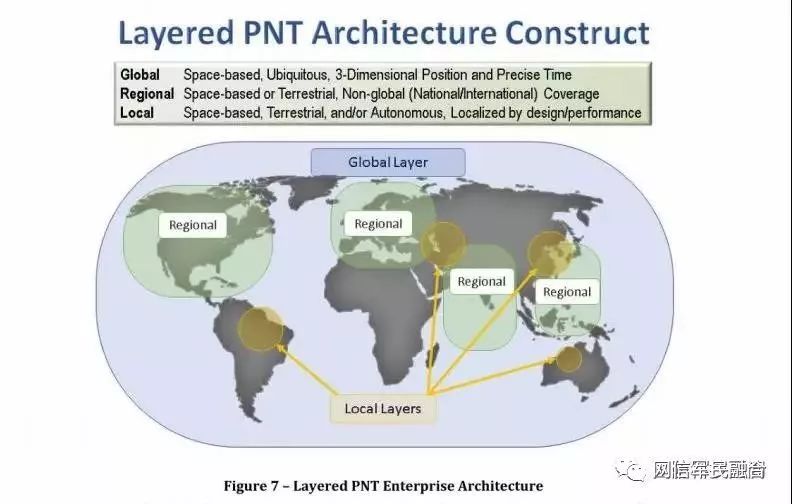 Layered PNT Architecture Construct
Global Space-based, Ubiquitous, 3-Dimensional Position and Precise Time
Regional Space-based or Terrestrial, Non-global (National/International) Coverage
Local Space-based, Terrestrial, and/or Autonomous, Localized by design/performance
Global Layer
Regional
Regional
Regional
Regional
Local Layers
网信军民融合
Figure 7 – Layered PNT Enterprise Architecture